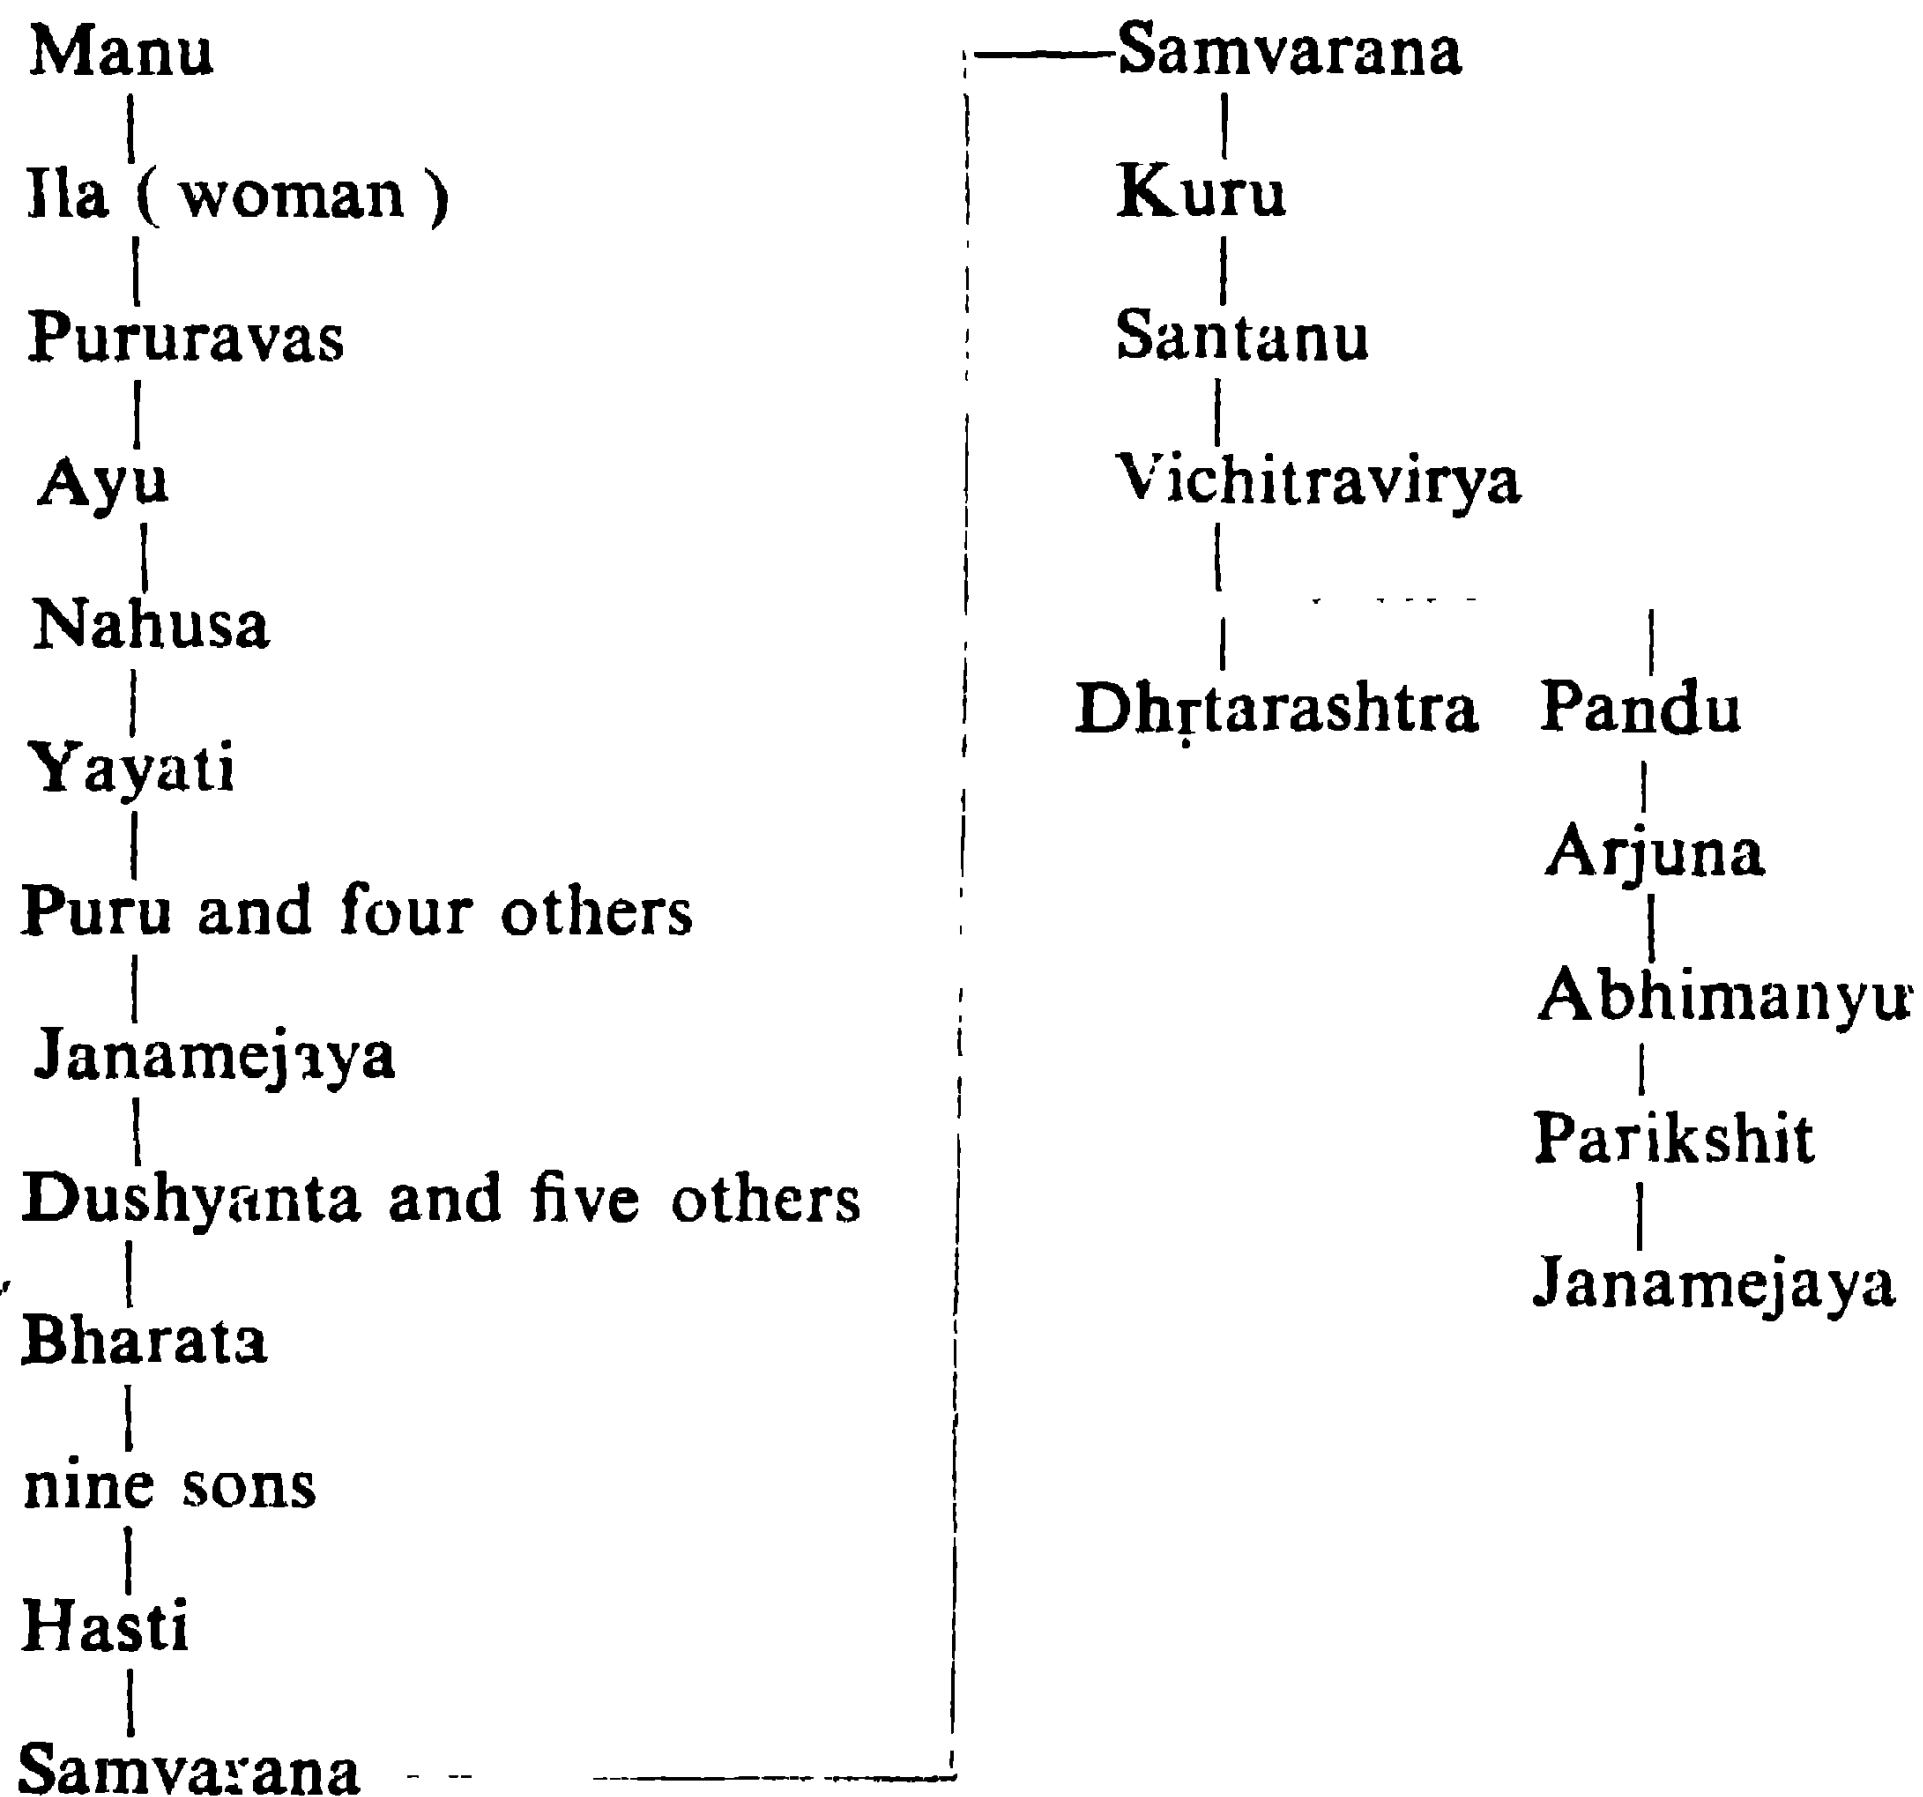 Manu
Ila ( woman )
Pururavas
Ayu
Nahusa
Yayati
Puru and four others
Janamejaya
Dushyanta and five others
Bharata
nine sons
Hasti
Samvarana
Samvarana
Kuru
Santanu
Vichitravirya
Dhṛtarashtra Pandu
Arjuna
Abhimanyu
Parikshit
Janamejaya